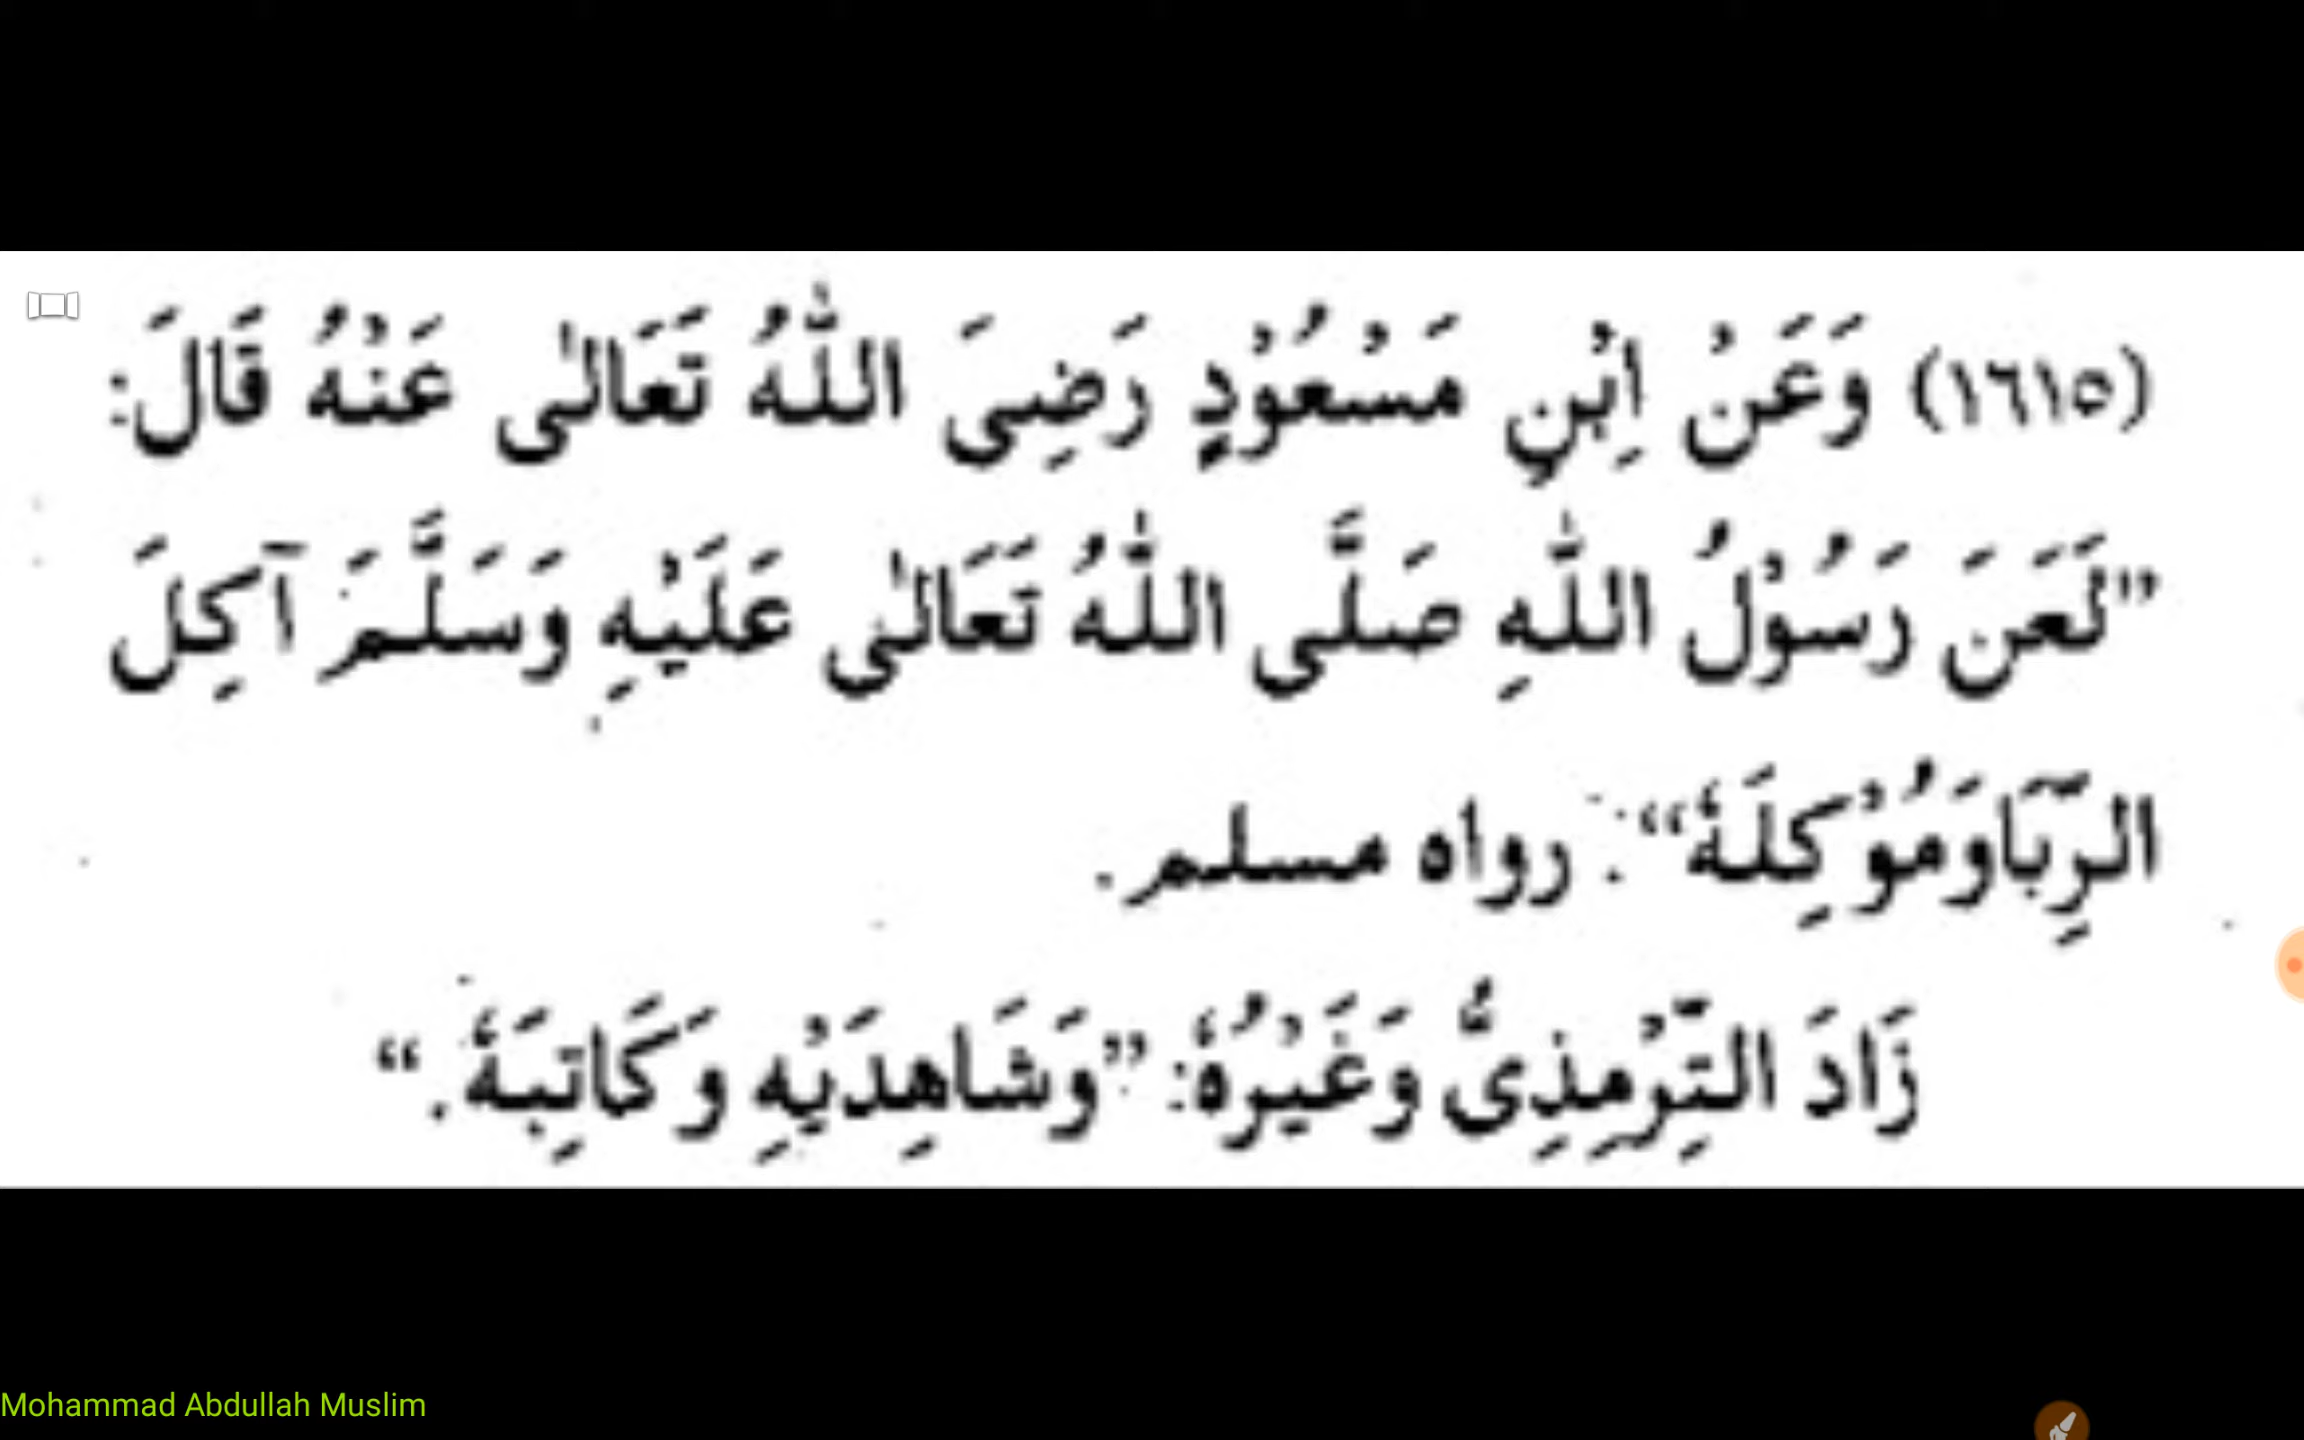 (١٦١٥) وَعَنْ اِبْنِ مَسْعُوْدٍ رَضِیَ اللّٰهُ تَعَالٰی عَنْهُ قَالَ:
”لَعَنَ رَسُوْلُ اللّٰهِ صَلَّی اللّٰهُ تَعَالٰی عَلَيْهِ وَسَلَّمَ آكِلَ
الرِّبَاوَمُوْكِلَهٗ“. رواه مسلم.
زَادَ التِّرْمِذِیُّ وَغَيْرُهٗ: ”وَشَاهِدَيْهِ وَكَاتِبَهٗ.“
Mohammad Abdullah Muslim